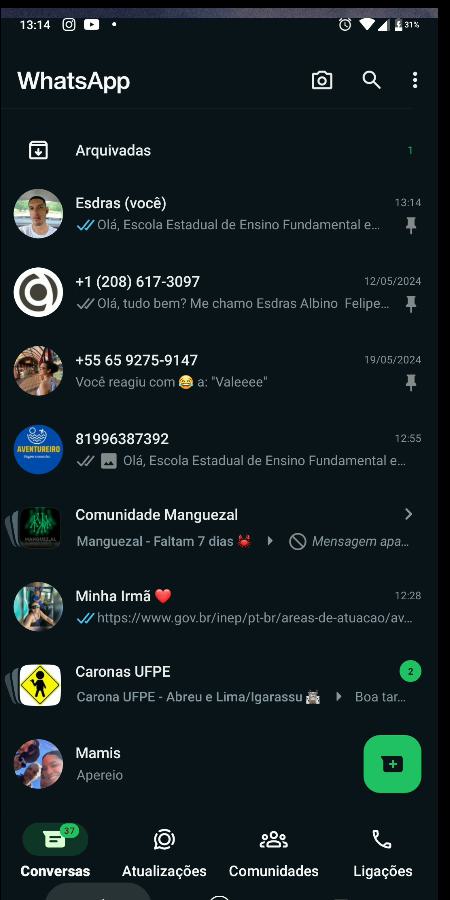 13:14 31%
WhatsApp
Arquivadas 1
Esdras (você) 13:14
Olá, Escola Estadual de Ensino Fundamental e...
+1 (208) 617-3097 12/05/2024
Olá, tudo bem? Me chamo Esdras Albino Felipe...
+55 65 9275-9147 19/05/2024
Você reagiu com 😂 a: "Valeeee"
AVENTUREIRO
81996387392 12:55
Olá, Escola Estadual de Ensino Fundamental e...
MANGUEZAL
Comunidade Manguezal
Manguezal - Faltam 7 dias 🦀 Mensagem apa...
Minha Irmã ❤️ 12:28
https://www.gov.br/inep/pt-br/areas-de-atuacao/av...
Caronas UFPE 2
Carona UFPE - Abreu e Lima/Igarassu Boa tar...
Mamis
Apereio
37
Conversas Atualizações Comunidades Ligações